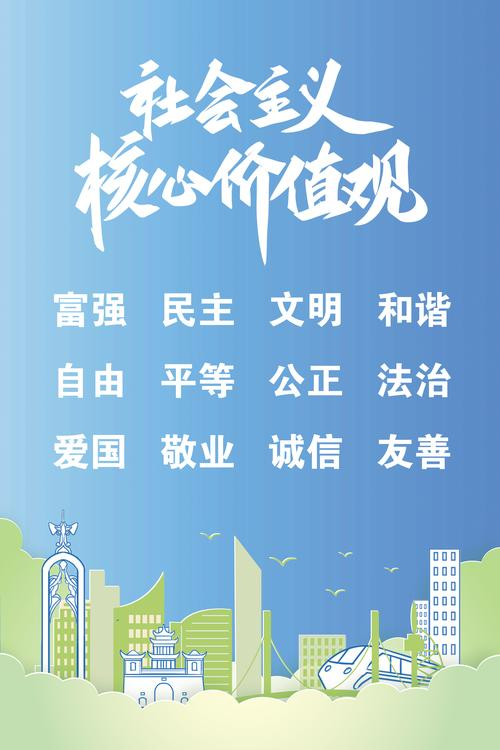 社会主义
核心价值观
富强 民主 文明 和谐
自由 平等 公正 法治
爱国 敬业 诚信 友善